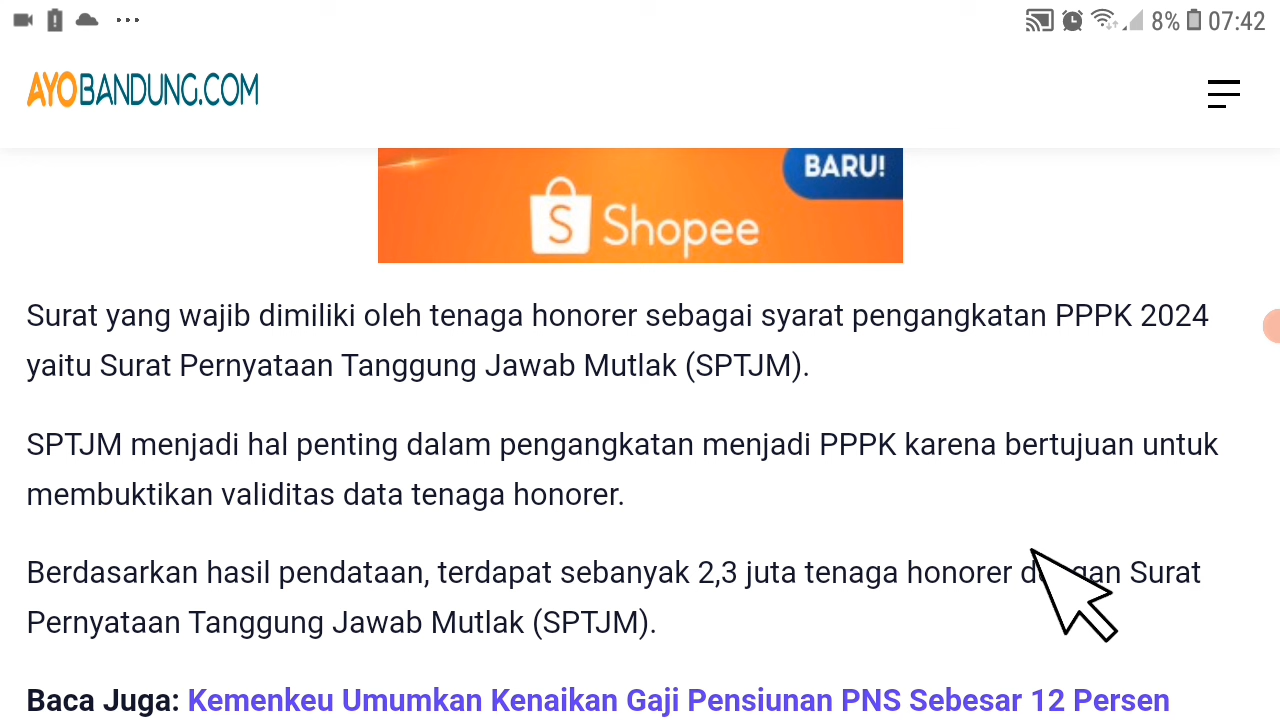 8% 07:42
AYOBANDUNG.COM
BARU!
S Shopee
Surat yang wajib dimiliki oleh tenaga honorer sebagai syarat pengangkatan PPPK 2024
yaitu Surat Pernyataan Tanggung Jawab Mutlak (SPTJM).
SPTJM menjadi hal penting dalam pengangkatan menjadi PPPK karena bertujuan untuk
membuktikan validitas data tenaga honorer.
Berdasarkan hasil pendataan, terdapat sebanyak 2,3 juta tenaga honorer dengan Surat
Pernyataan Tanggung Jawab Mutlak (SPTJM).
Baca Juga: Kemenkeu Umumkan Kenaikan Gaji Pensiunan PNS Sebesar 12 Persen